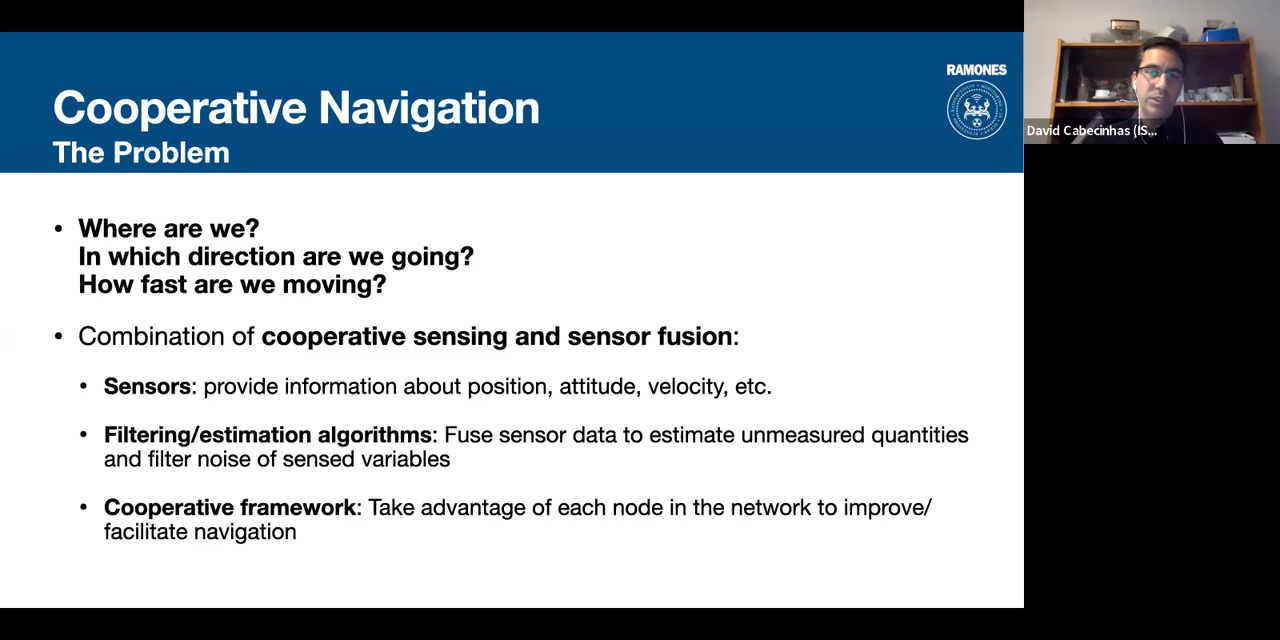 Cooperative Navigation
The Problem
RAMONES
David Cabecinhas (IS...
• Where are we?
In which direction are we going?
How fast are we moving?
• Combination of cooperative sensing and sensor fusion:
• Sensors: provide information about position, attitude, velocity, etc.
• Filtering/estimation algorithms: Fuse sensor data to estimate unmeasured quantities
and filter noise of sensed variables
• Cooperative framework: Take advantage of each node in the network to improve/
facilitate navigation